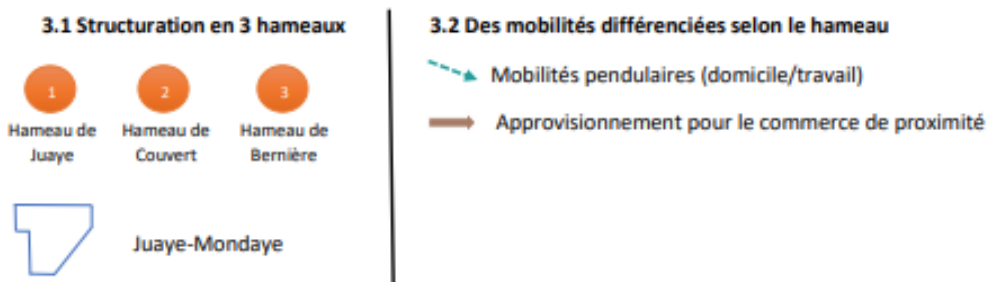 3.1 Structuration en 3 hameaux
1
2
3
Hameau de
Juaye
Hameau de
Couvert
Hameau de
Bernière
Juaye-Mondaye
3.2 Des mobilités différenciées selon le hameau
Mobilités pendulaires (domicile/travail)
Approvisionnement pour le commerce de proximité